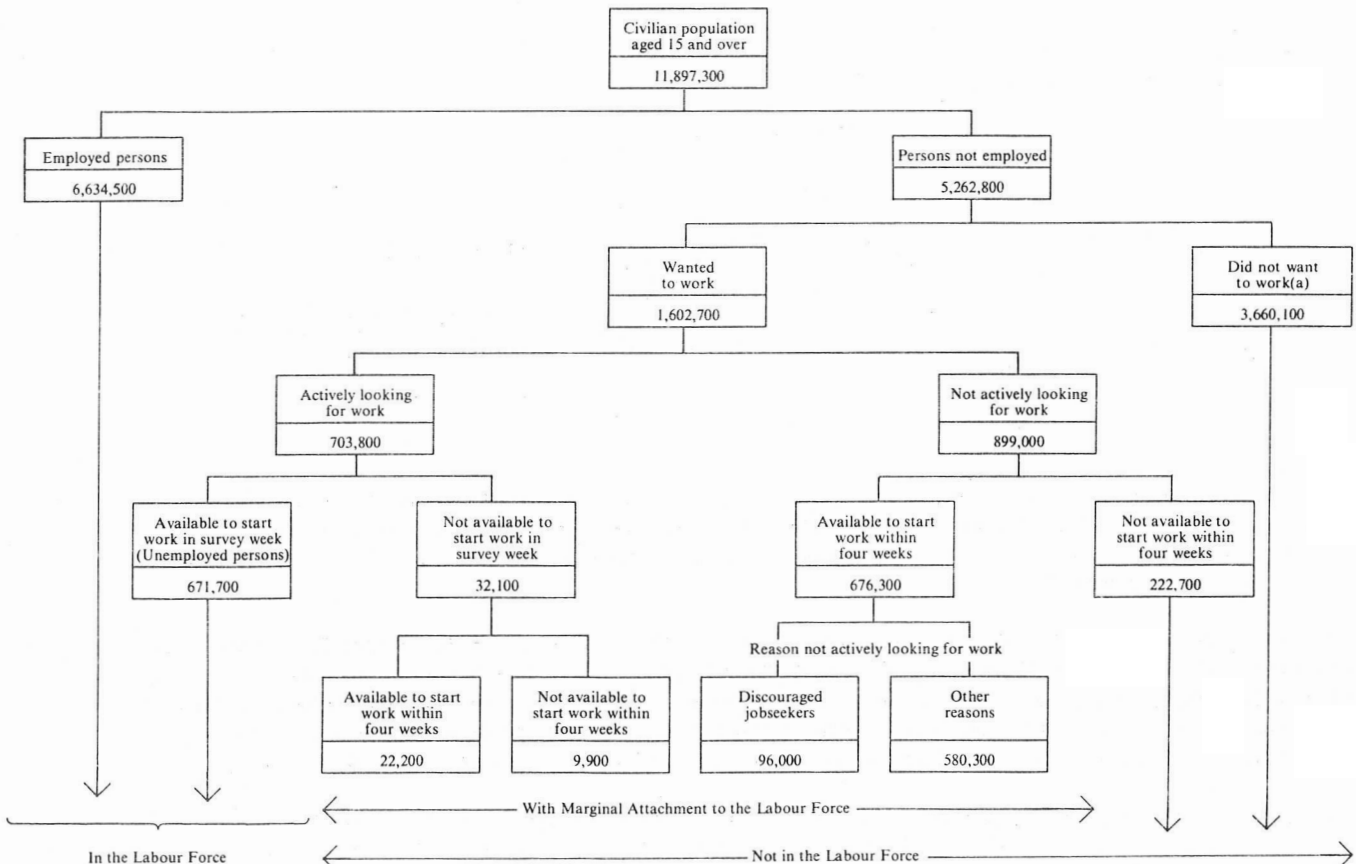 Civilian population
aged 15 and over
11,897,300
Employed persons
6,634,500
Persons not employed
5,262,800
Wanted
to work
1,602,700
Did not want
to work(a)
3,660,100
Actively looking
for work
703,800
Not actively looking
for work
899,000
Available to start
work in survey week
(Unemployed persons)
671,700
Not available to
start work in
survey week
32,100
Available to start
work within
four weeks
676,300
Not available to
start work within
four weeks
222,700
Reason not actively looking for work
Available to start
work within
four weeks
22,200
Not available to
start work within
four weeks
9,900
Discouraged
jobseekers
96,000
Other
reasons
580,300
With Marginal Attachment to the Labour Force
In the Labour Force
Not in the Labour Force